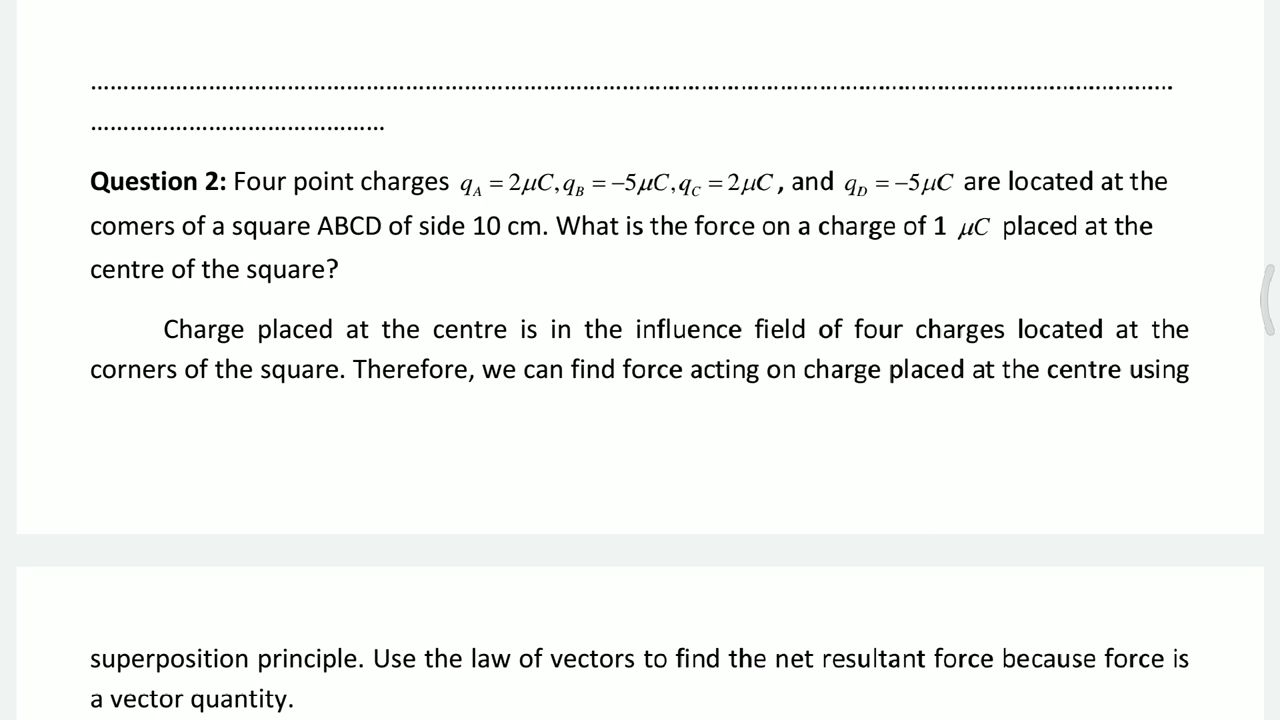 Question 2: Four point charges q_A = 2μC, q_B = −5μC, q_C = 2μC, and q_D = −5μC are located at the
comers of a square ABCD of side 10 cm. What is the force on a charge of 1 μC placed at the
centre of the square?
Charge placed at the centre is in the influence field of four charges located at the
corners of the square. Therefore, we can find force acting on charge placed at the centre using
superposition principle. Use the law of vectors to find the net resultant force because force is
a vector quantity.